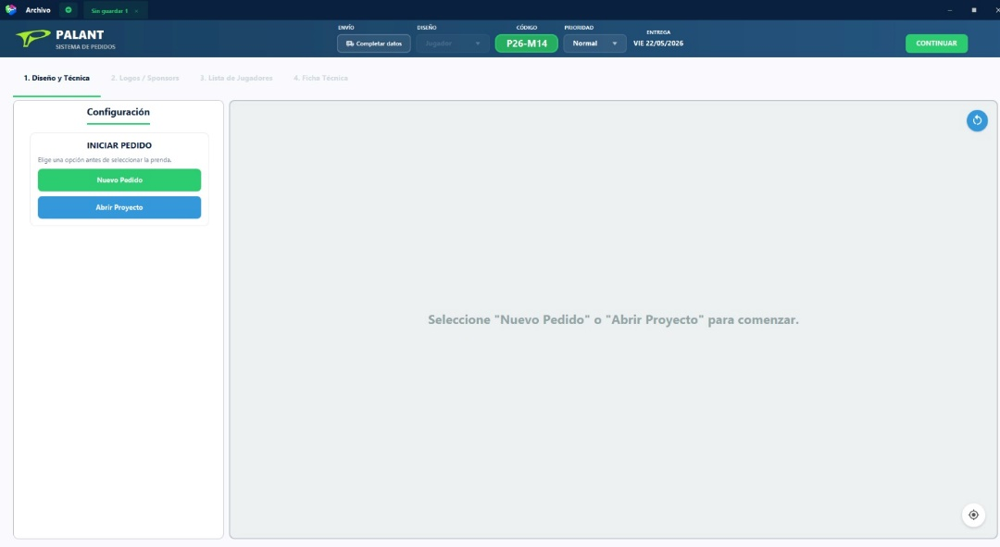 Archivo
Sin guardar 1
PALANT
SISTEMA DE PEDIDOS
ENVÍO
Completar datos
DISEÑO
Jugador
CÓDIGO
P26-M14
PRIORIDAD
Normal
ENTREGA
VIE 22/05/2026
CONTINUAR
1. Diseño y Técnica
2. Logos / Sponsors
3. Lista de Jugadores
4. Ficha Técnica
Configuración
INICIAR PEDIDO
Elige una opción antes de seleccionar la prenda.
Nuevo Pedido
Abrir Proyecto
Seleccione "Nuevo Pedido" o "Abrir Proyecto" para comenzar.